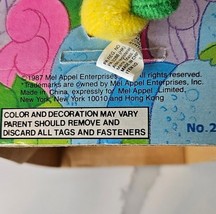 © 1987 Mel Appel Enterprises, all rights reserved.
Trademarks are owned by Mel Appel Enterprises, Inc. Made in
China, expressly for Mel Appel Limited,
New York, New York 10010 and Hong Kong
COLOR AND DECORATION MAY VARY
PARENT SHOULD REMOVE AND
DISCARD ALL TAGS AND FASTENERS
No.2